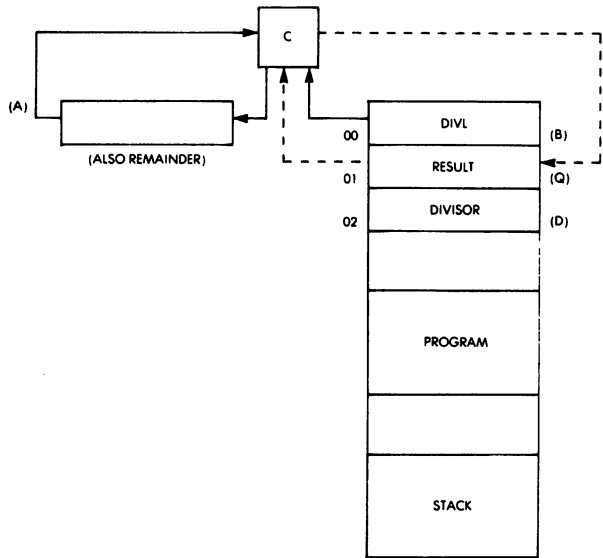 C
(A)
(ALSO REMAINDER)
00 DIVL (B)
01 RESULT (Q)
02 DIVISOR (D)
PROGRAM
STACK